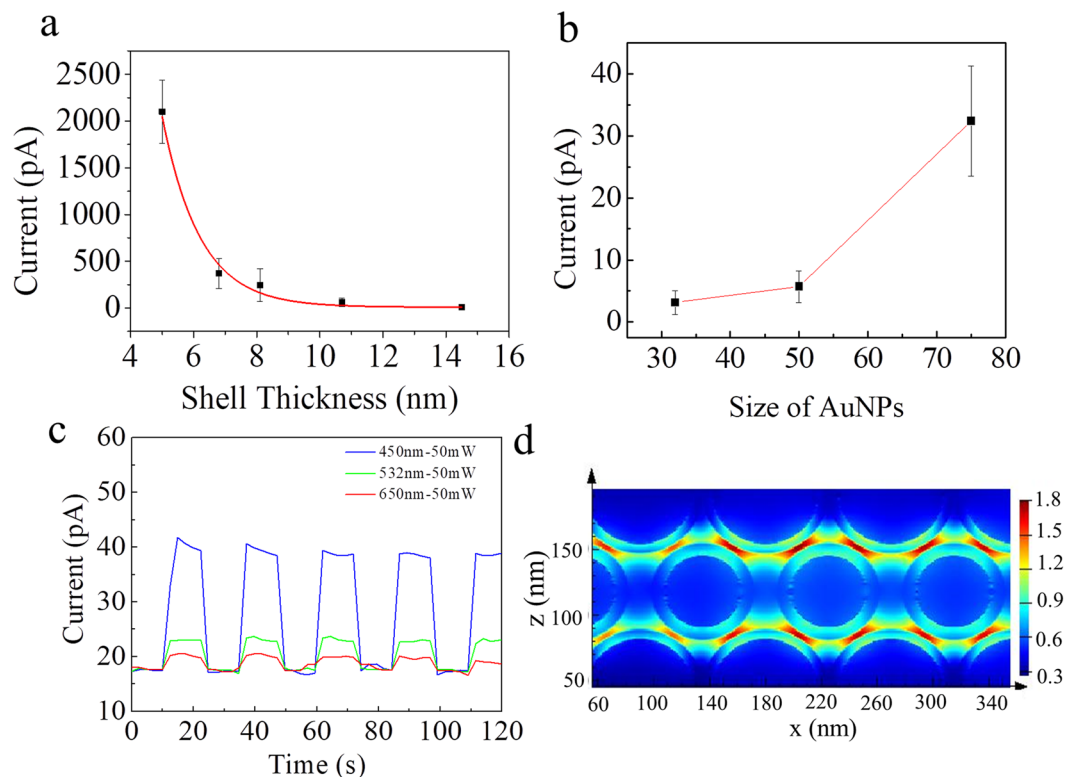 a
2500
2000
1500
1000
500
0
Current (pA)
4 6 8 10 12 14 16
Shell Thickness (nm)
b
40
30
20
10
0
Current (pA)
30 40 50 60 70 80
Size of AuNPs
c
60
50
40
30
20
10
Current (pA)
450nm-50mW
532nm-50mW
650nm-50mW
0 20 40 60 80 100 120
Time (s)
d
150
100
50
z (nm)
60 100 140 180 220 260 300 340
x (nm)
1.8
1.5
1.2
0.9
0.6
0.3